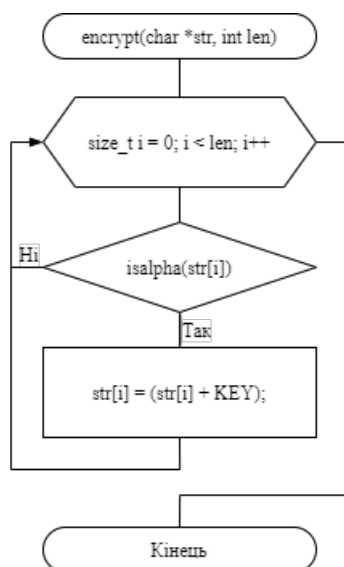 encrypt(char *str, int len)
size_t i = 0; i < len; i++
Ні
isalpha(str[i])
Так
str[i] = (str[i] + KEY);
Кінець